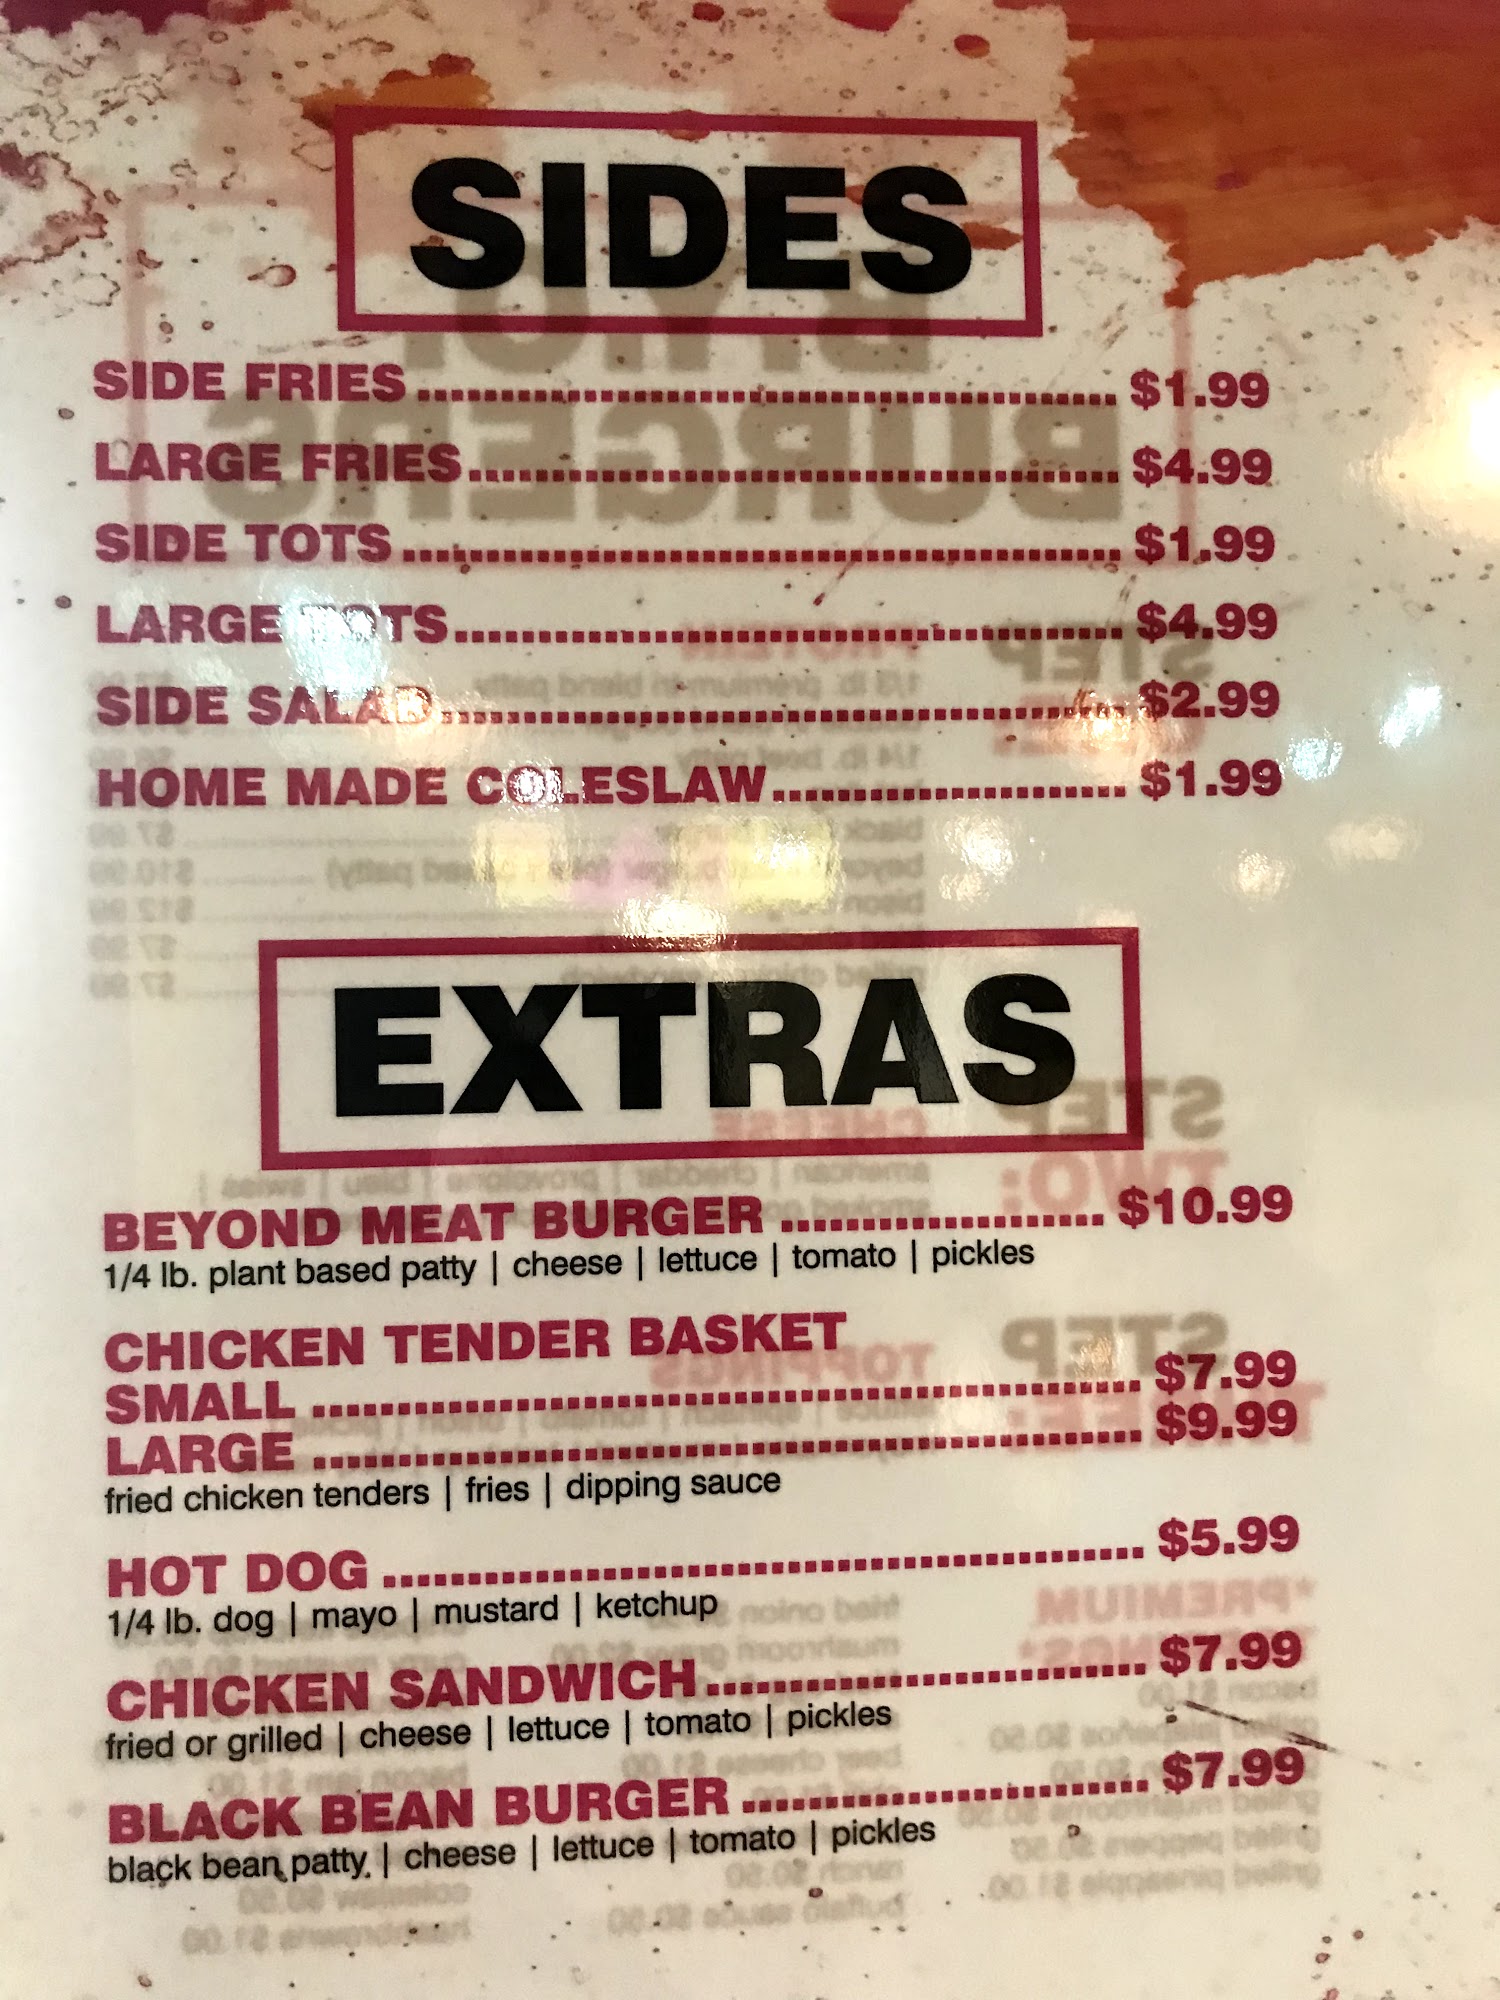 SIDES
SIDE FRIES........................................................ $1.99
LARGE FRIES.................................................... $4.99
SIDE TOTS......................................................... $1.99
LARGE TOTS..................................................... $4.99
SIDE SALAD...................................................... $2.99
HOME MADE COLESLAW............................ $1.99
EXTRAS
BEYOND MEAT BURGER ......................... $10.99
1/4 lb. plant based patty | cheese | lettuce | tomato | pickles
CHICKEN TENDER BASKET
SMALL .................................................................. $7.99
LARGE .................................................................. $9.99
fried chicken tenders | fries | dipping sauce
HOT DOG ............................................................ $5.99
1/4 lb. dog | mayo | mustard | ketchup
CHICKEN SANDWICH................................... $7.99
fried or grilled | cheese | lettuce | tomato | pickles
BLACK BEAN BURGER ................................ $7.99
black bean patty. | cheese | lettuce | tomato | pickles